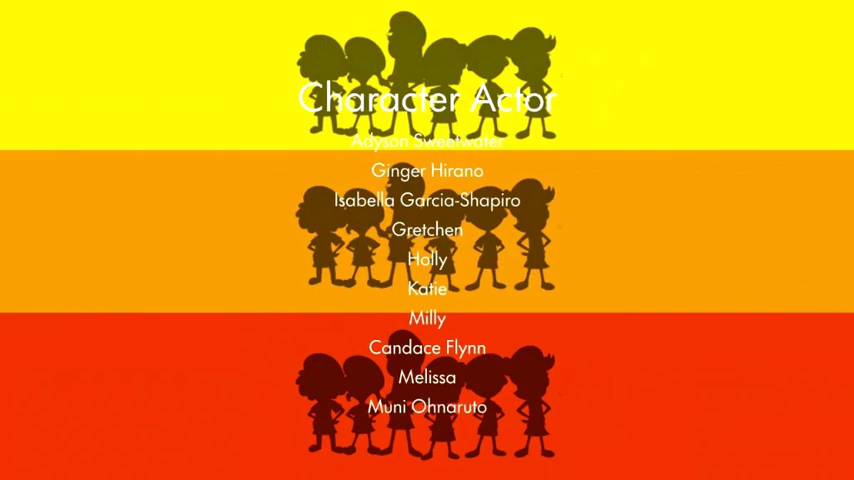 Character Actor
Adyson Sweetwater
Ginger Hirano
Isabella Garcia-Shapiro
Gretchen
Holly
Katie
Milly
Candace Flynn
Melissa
Muni Ohnaruto